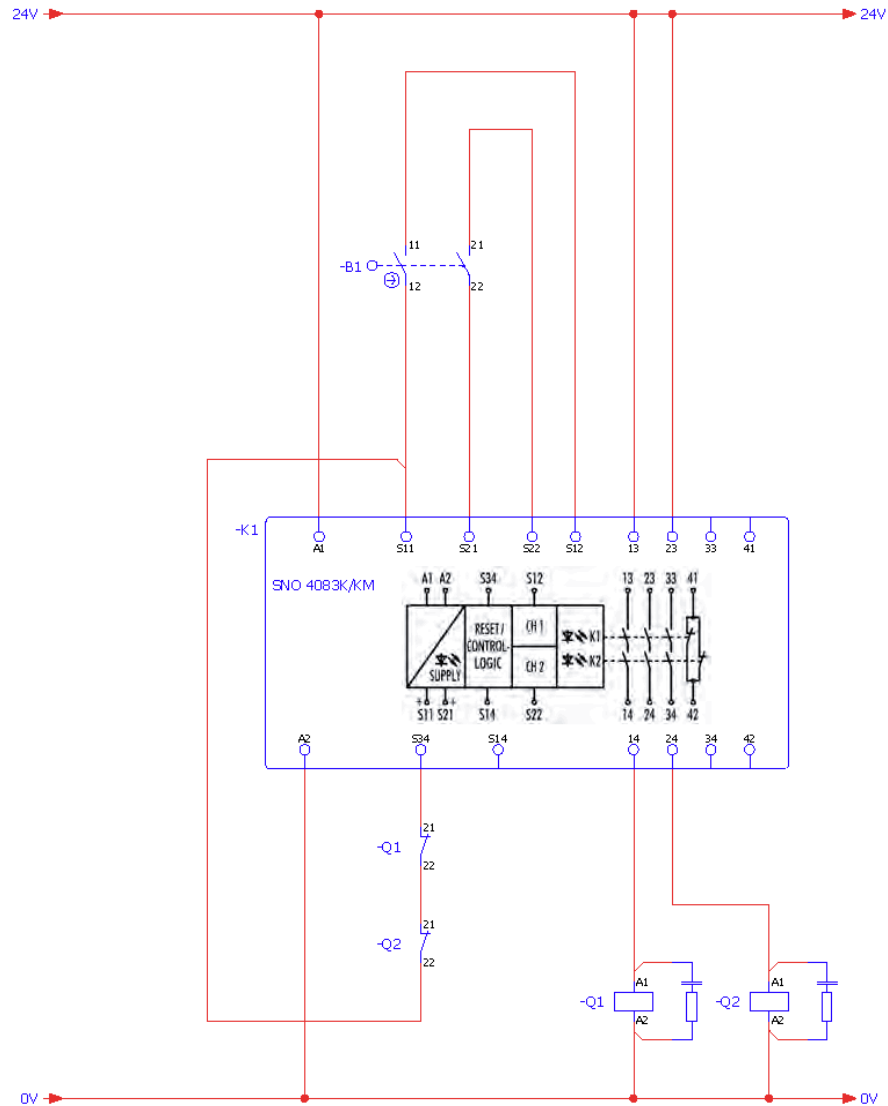 24V 24V
11 21
-B1
12 22
-K1
A1 S11 S21 S22 S12 13 23 33 41
SNO 4083K/KM
A1 A2 S34 S12 13 23 33 41
RESET/
CONTROL-
LOGIC
CH 1
K1
SUPPLY
CH 2
K2
+ S11 S21 + S14 S22 14 24 34 42
A2 S34 S14 14 24 34 42
21
-Q1
22
21
-Q2
22
A1 A1
-Q1 -Q2
A2 A2
0V 0V